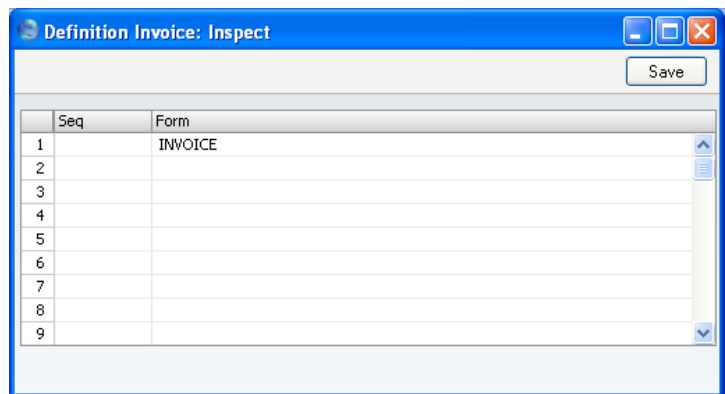 Definition Invoice: Inspect
Save
Seq Form
1 INVOICE
2
3
4
5
6
7
8
9